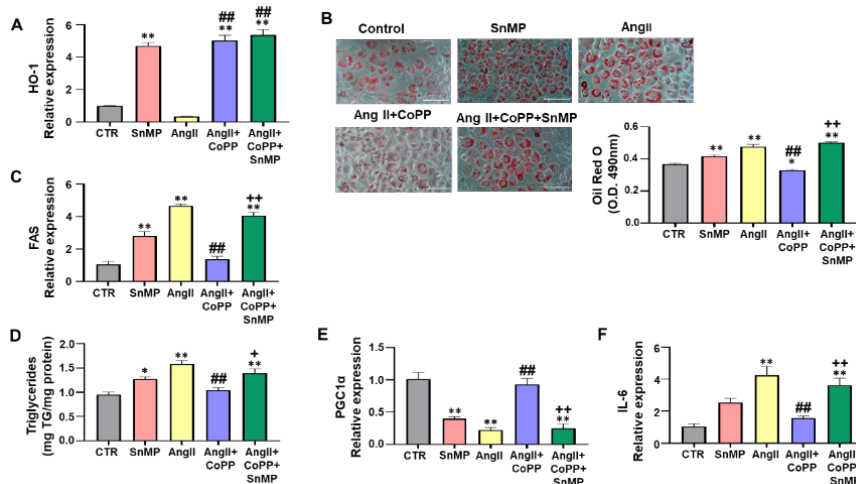 A
HO-1
Relative expression
6
4
2
0
**
##
**
##
**
CTR
SnMP
AngII
AngII+
CoPP
AngII+
CoPP+
SnMP
B
Control
SnMP
AngII
Ang II+CoPP
Ang II+CoPP+SnMP
Oil Red O
(O.D. 490nm)
0.6
0.4
0.2
0.0
**
**
##
*
++
**
CTR
SnMP
AngII
AngII+
CoPP
AngII+
CoPP+
SnMP
C
FAS
Relative expression
6
4
2
0
**
**
##
++
**
CTR
SnMP
AngII
AngII+
CoPP
AngII+
CoPP+
SnMP
D
Triglycerides
(mg TG/mg protein)
2.0
1.5
1.0
0.5
0.0
*
**
##
+
**
CTR
SnMP
AngII
AngII+
CoPP
AngII+
CoPP+
SnMP
E
PGC1α
Relative expression
1.5
1.0
0.5
0.0
**
**
##
++
**
CTR
SnMP
AngII
AngII+
CoPP
AngII+
CoPP+
SnMP
F
IL-6
Relative expression
6
4
2
0
**
##
++
**
CTR
SnMP
AngII
AngII+
CoPP
AngII
CoPP+
SnMP